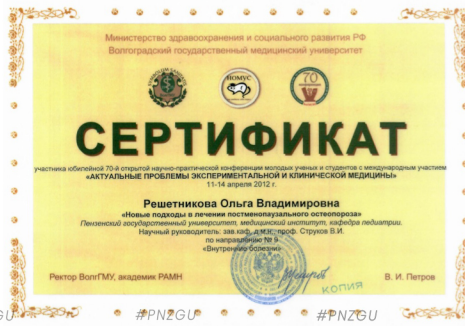 Министерство здравоохранения и социального развития РФ
Волгоградский государственный медицинский университет
НОМУС
70
СЕРТИФИКАТ
участника юбилейной 70-й открытой научно-практической конференции молодых ученых и студентов с международным участием
«АКТУАЛЬНЫЕ ПРОБЛЕМЫ ЭКСПЕРИМЕНТАЛЬНОЙ И КЛИНИЧЕСКОЙ МЕДИЦИНЫ»
11-14 апреля 2012 г.
Решетникова Ольга Владимировна
«Новые подходы в лечении постменопаузального остеопороза»
Пензенский государственный университет, медицинский институт, кафедра педиатрии.
Научный руководитель: зав.каф, д.м.н., проф. Струков В.И.
по направлению № 9
«Внутренние болезни»
Ректор ВолгГМУ, академик РАМН
В. И. Петров
КОПИЯ
GU
#PNZGU
#PNZGU